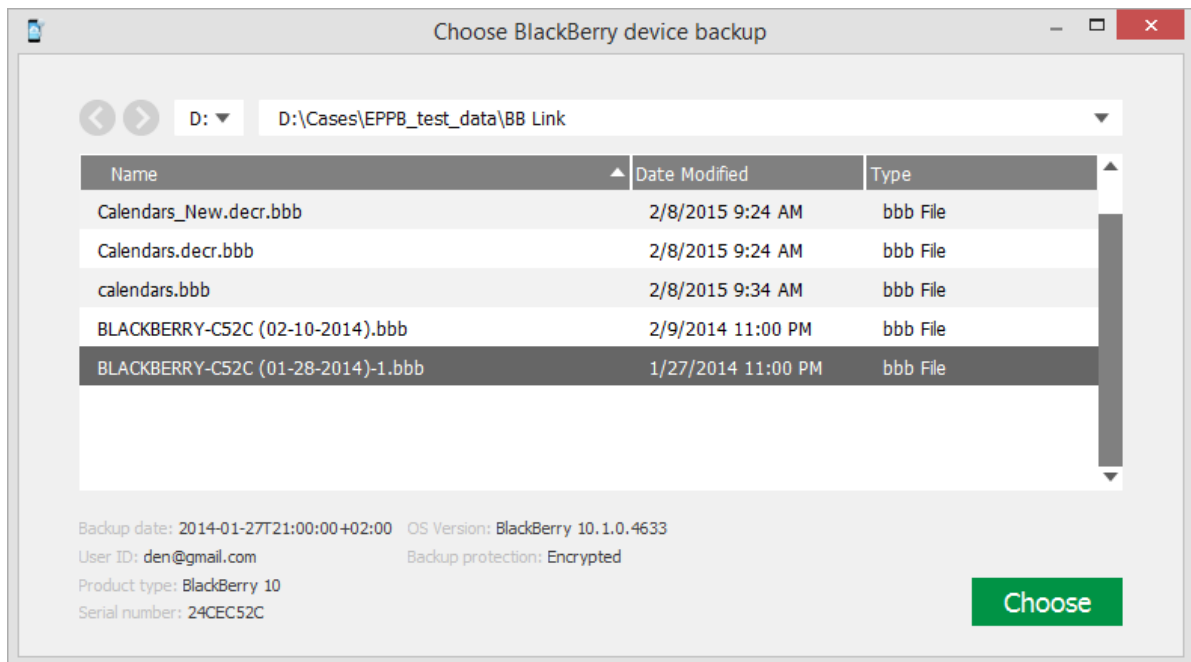 Choose BlackBerry device backup
D: D:\Cases\EPPB_test_data\BB Link
Name Date Modified Type
Calendars_New.decr.bbb 2/8/2015 9:24 AM bbb File
Calendars.decr.bbb 2/8/2015 9:24 AM bbb File
calendars.bbb 2/8/2015 9:34 AM bbb File
BLACKBERRY-C52C (02-10-2014).bbb 2/9/2014 11:00 PM bbb File
BLACKBERRY-C52C (01-28-2014)-1.bbb 1/27/2014 11:00 PM bbb File
Backup date: 2014-01-27T21:00:00+02:00 OS Version: BlackBerry 10.1.0.4633
User ID: den@gmail.com Backup protection: Encrypted
Product type: BlackBerry 10
Serial number: 24CEC52C
Choose